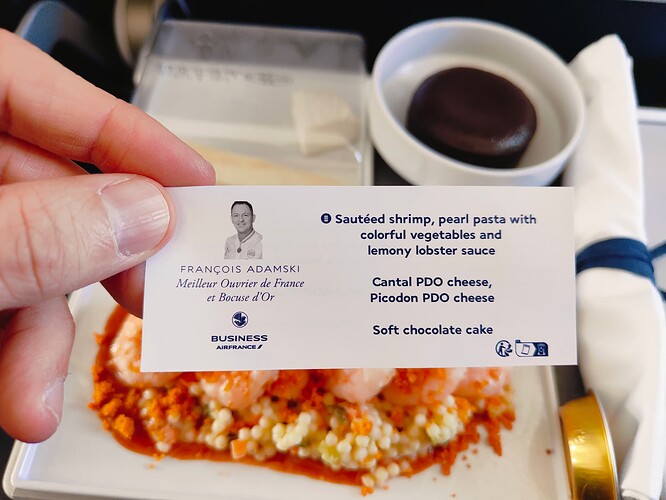 FRANÇOIS ADAMSKI
Meilleur Ouvrier de France
et Bocuse d'Or
BUSINESS
AIRFRANCE
Sautéed shrimp, pearl pasta with
colorful vegetables and
lemony lobster sauce
Cantal PDO cheese,
Picodon PDO cheese
Soft chocolate cake